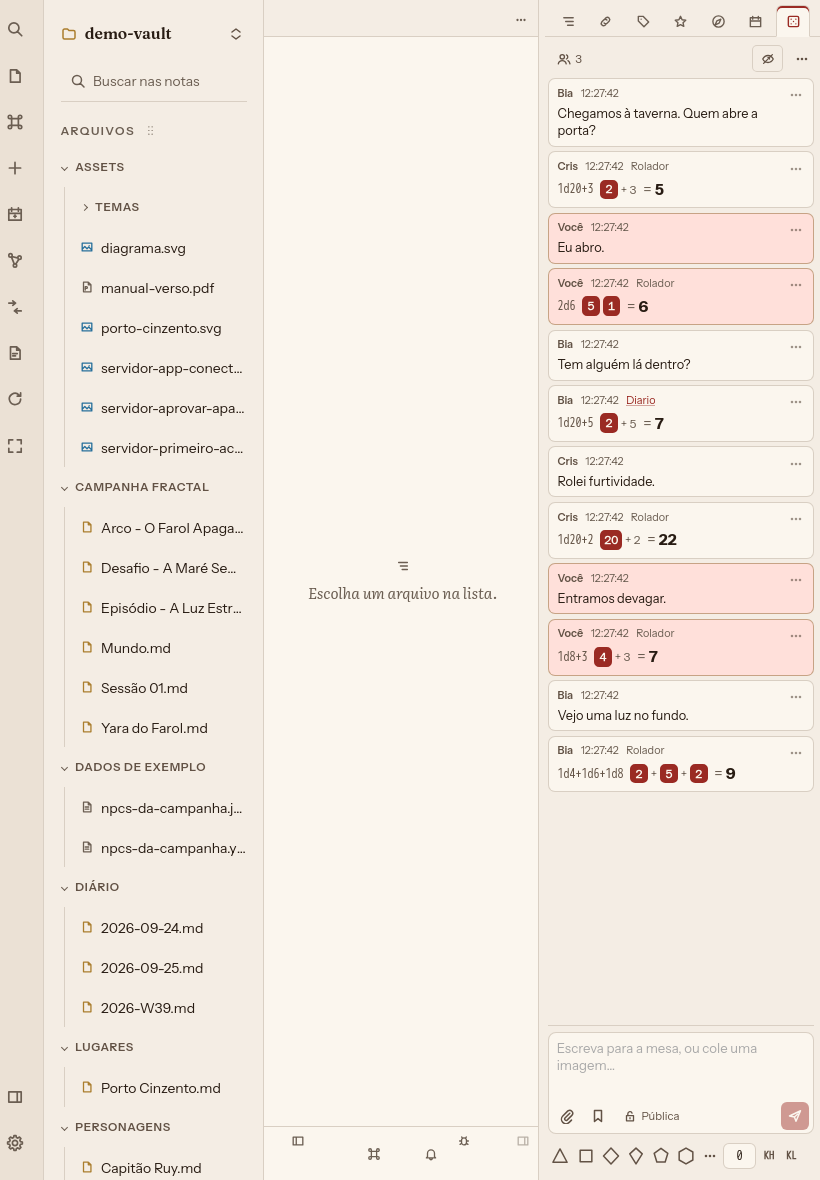 demo-vault
Buscar nas notas
ARQUIVOS
ASSETS
TEMAS
diagrama.svg
manual-verso.pdf
porto-cinzento.svg
servidor-app-conect...
servidor-aprovar-apa...
servidor-primeiro-ac...
CAMPANHA FRACTAL
Arco - O Farol Apaga...
Desafio - A Maré Se...
Episódio - A Luz Estr...
Mundo.md
Sessão 01.md
Yara do Farol.md
DADOS DE EXEMPLO
npcs-da-campanha.j...
npcs-da-campanha.y...
DIÁRIO
2026-09-24.md
2026-09-25.md
2026-W39.md
LUGARES
Porto Cinzento.md
PERSONAGENS
Capitão Ruy.md
Escolha um arquivo na lista.
3
Bia 12:27:42
Chegamos à taverna. Quem abre a
porta?
Cris 12:27:42 Rolador
1d20+3 2 + 3 = 5
Você 12:27:42
Eu abro.
Você 12:27:42 Rolador
2d6 5 1 = 6
Bia 12:27:42
Tem alguém lá dentro?
Bia 12:27:42 Diario
1d20+5 2 + 5 = 7
Cris 12:27:42
Rolei furtividade.
Cris 12:27:42 Rolador
1d20+2 20 + 2 = 22
Você 12:27:42
Entramos devagar.
Você 12:27:42 Rolador
1d8+3 4 + 3 = 7
Bia 12:27:42
Vejo uma luz no fundo.
Bia 12:27:42 Rolador
1d4+1d6+1d8 2 + 5 + 2 = 9
Escreva para a mesa, ou cole uma
imagem...
Pública
0 KH KL